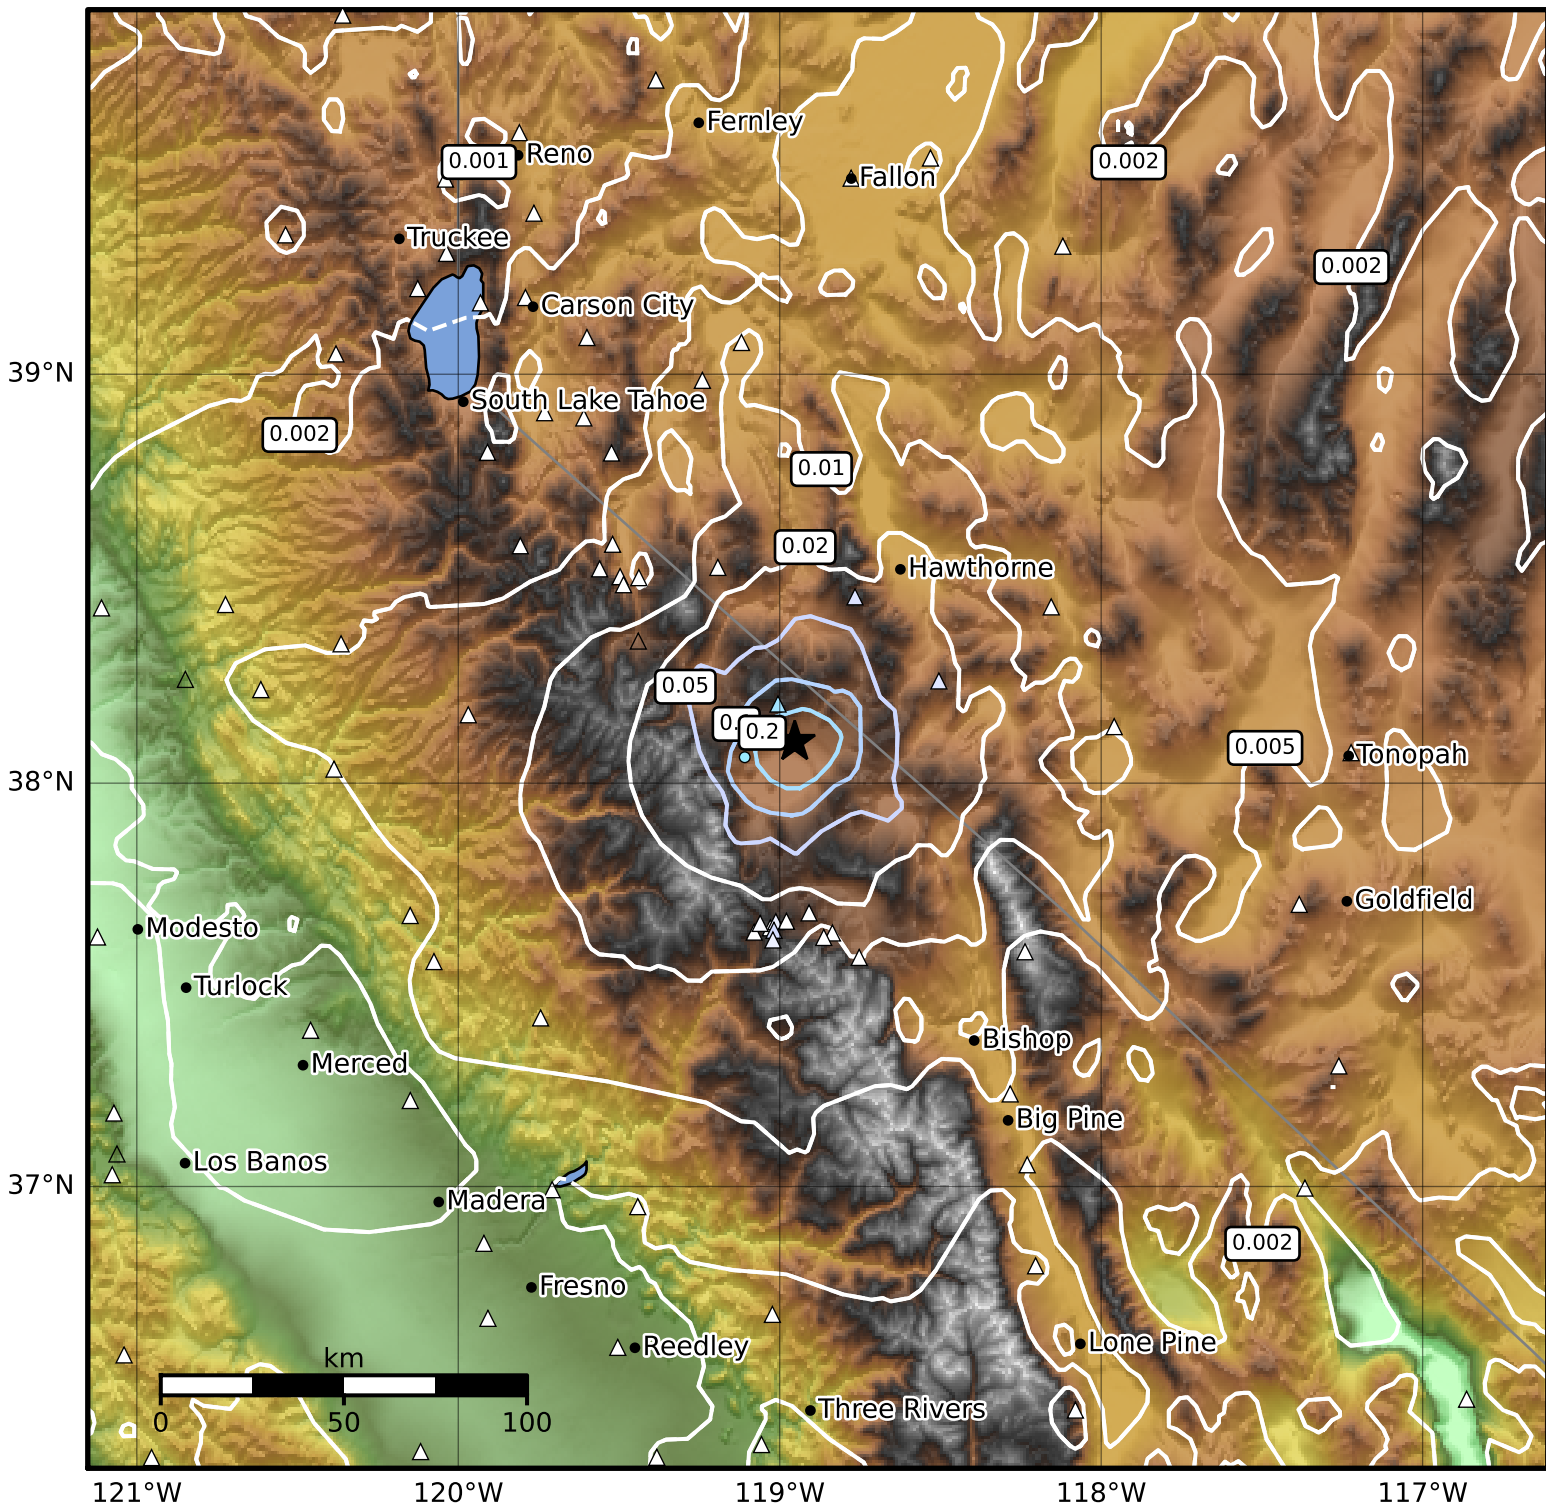 Fernley
0.001
Reno
0.002
Fallon
Truckee
0.002
Carson City
39°N
South Lake Tahoe
0.002
0.01
0.02
Hawthorne
0.05
0.2
0.005
Tonopah
38°N
Goldfield
Modesto
Turlock
Bishop
Merced
Big Pine
Los Banos
37°N
Madera
0.002
Fresno
Lone Pine
Reedley
km
Three Rivers
0 50 100
121°W 120°W 119°W 118°W 117°W